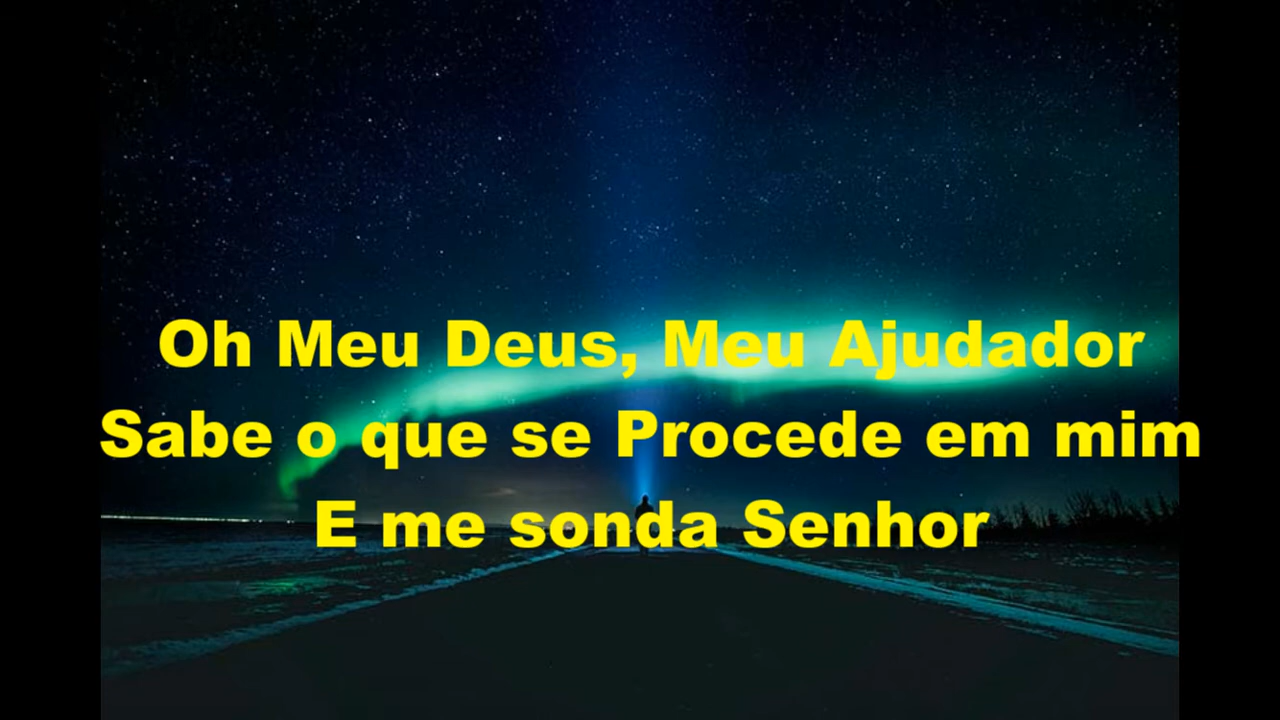 Oh Meu Deus, Meu Ajudador
Sabe o que se Procede em mim
E me sonda Senhor